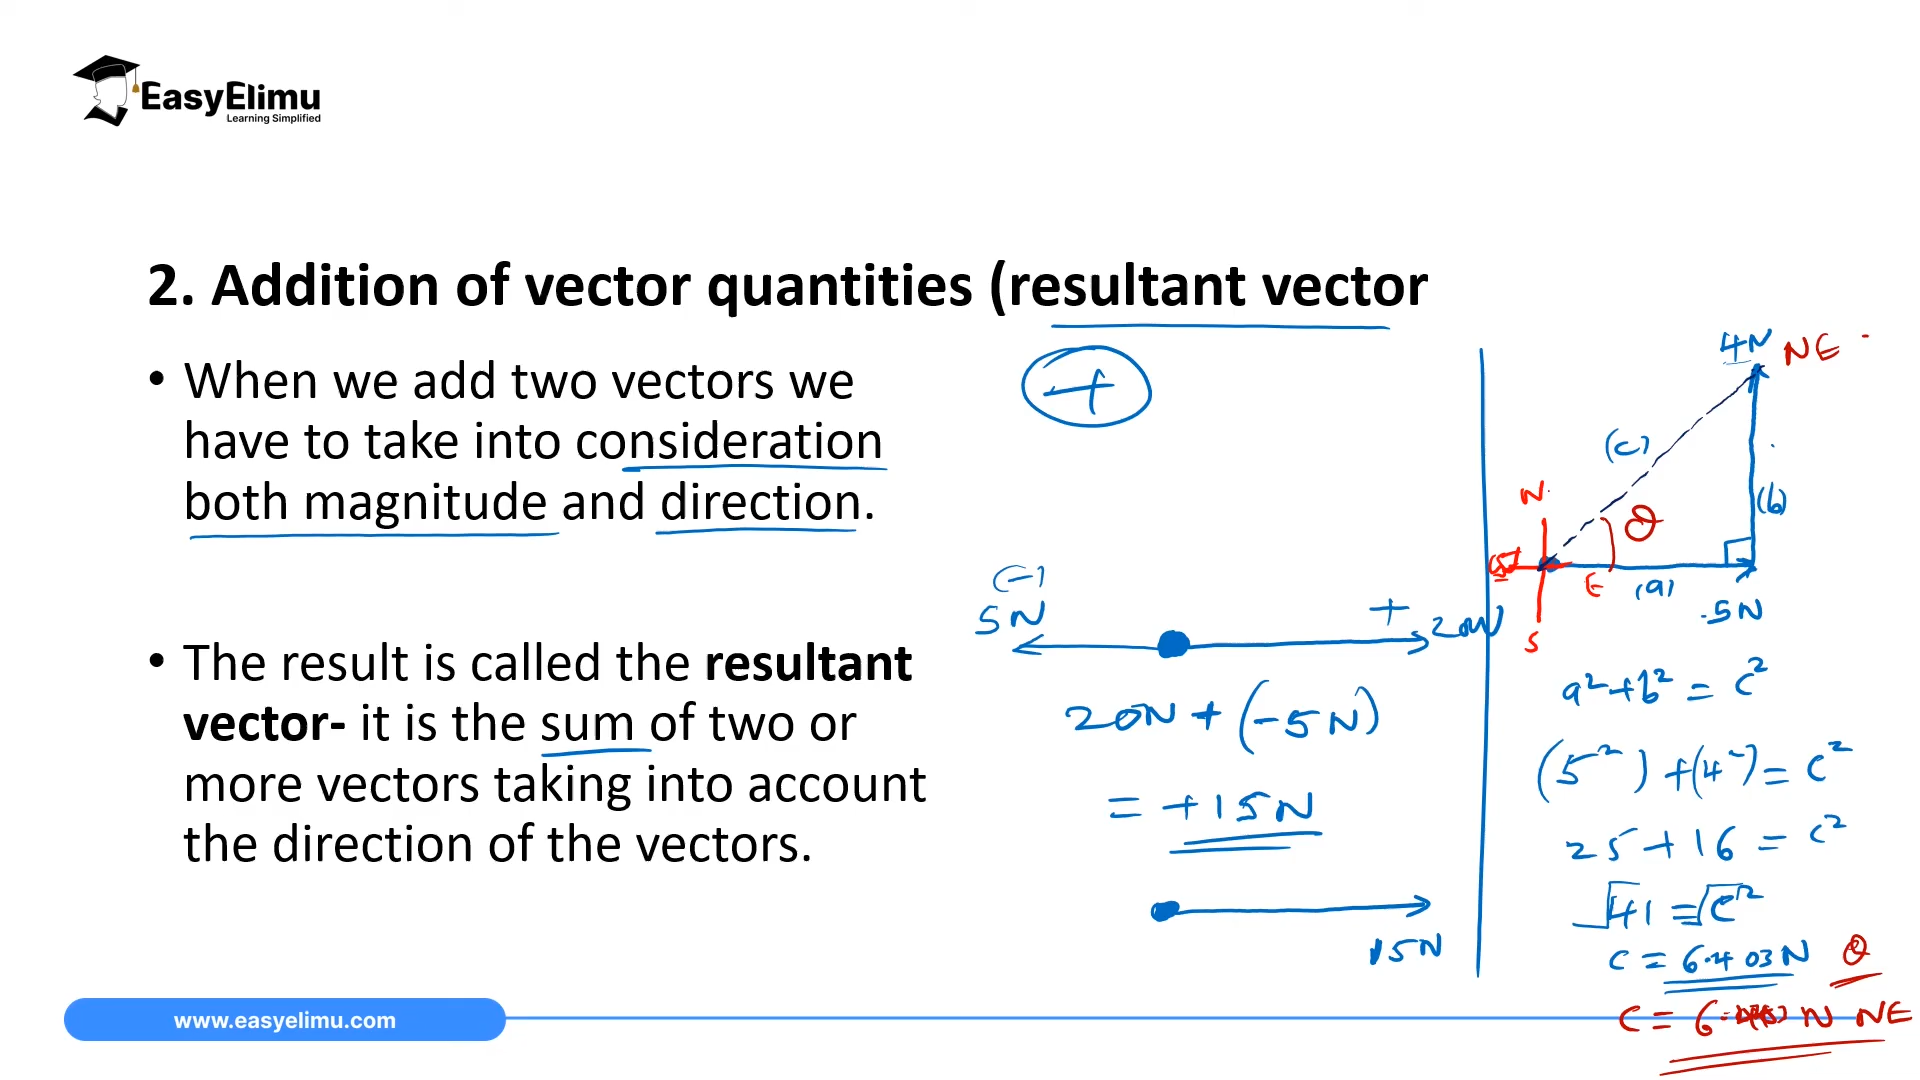 EasyElimu
Learning Simplified
2. Addition of vector quantities (resultant vector
• When we add two vectors we
have to take into consideration
both magnitude and direction.
• The result is called the resultant
vector- it is the sum of two or
more vectors taking into account
the direction of the vectors.
+
(-)
5N
+
20N
20N + (-5N)
= +15N
15N
4N NE
(c)
(b)
N
θ
E
(a)
5N
S
a² + b² = c²
(5²) + (4²) = c²
25 + 16 = c²
√41 = √c²
c = 6.403N θ
c = 6. N NE
www.easyelimu.com